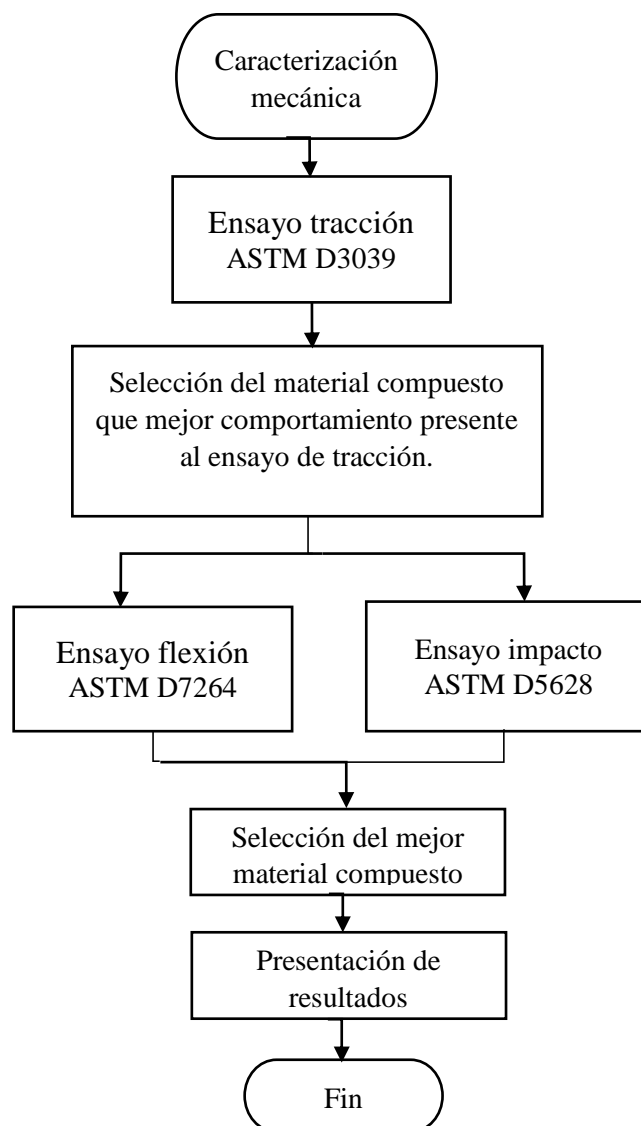 Caracterización
mecánica
Ensayo tracción
ASTM D3039
Selección del material compuesto
que mejor comportamiento presente
al ensayo de tracción.
Ensayo flexión
ASTM D7264
Ensayo impacto
ASTM D5628
Selección del mejor
material compuesto
Presentación de
resultados
Fin